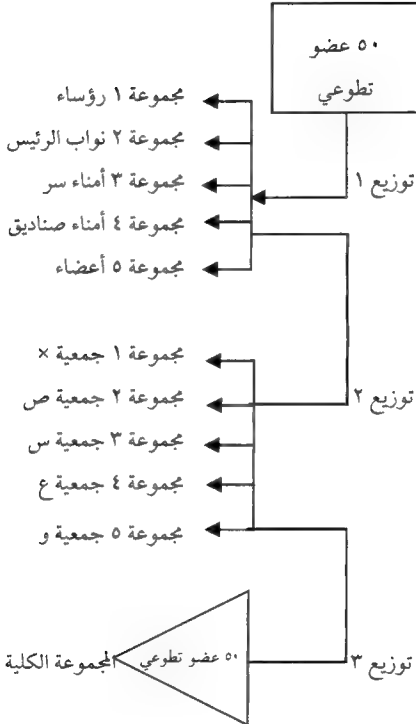 ٥٠ عضو
تطوعي
توزيع ١
مجموعة ١ رؤساء
مجموعة ٢ نواب الرئيس
مجموعة ٣ أمناء سر
مجموعة ٤ أمناء صناديق
مجموعة ٥ أعضاء
توزيع ٢
مجموعة ١ جمعية ×
مجموعة ٢ جمعية ص
مجموعة ٣ جمعية س
مجموعة ٤ جمعية ع
مجموعة ٥ جمعية و
توزيع ٣
٥٠ عضو تطوعي
المجموعة الكلية